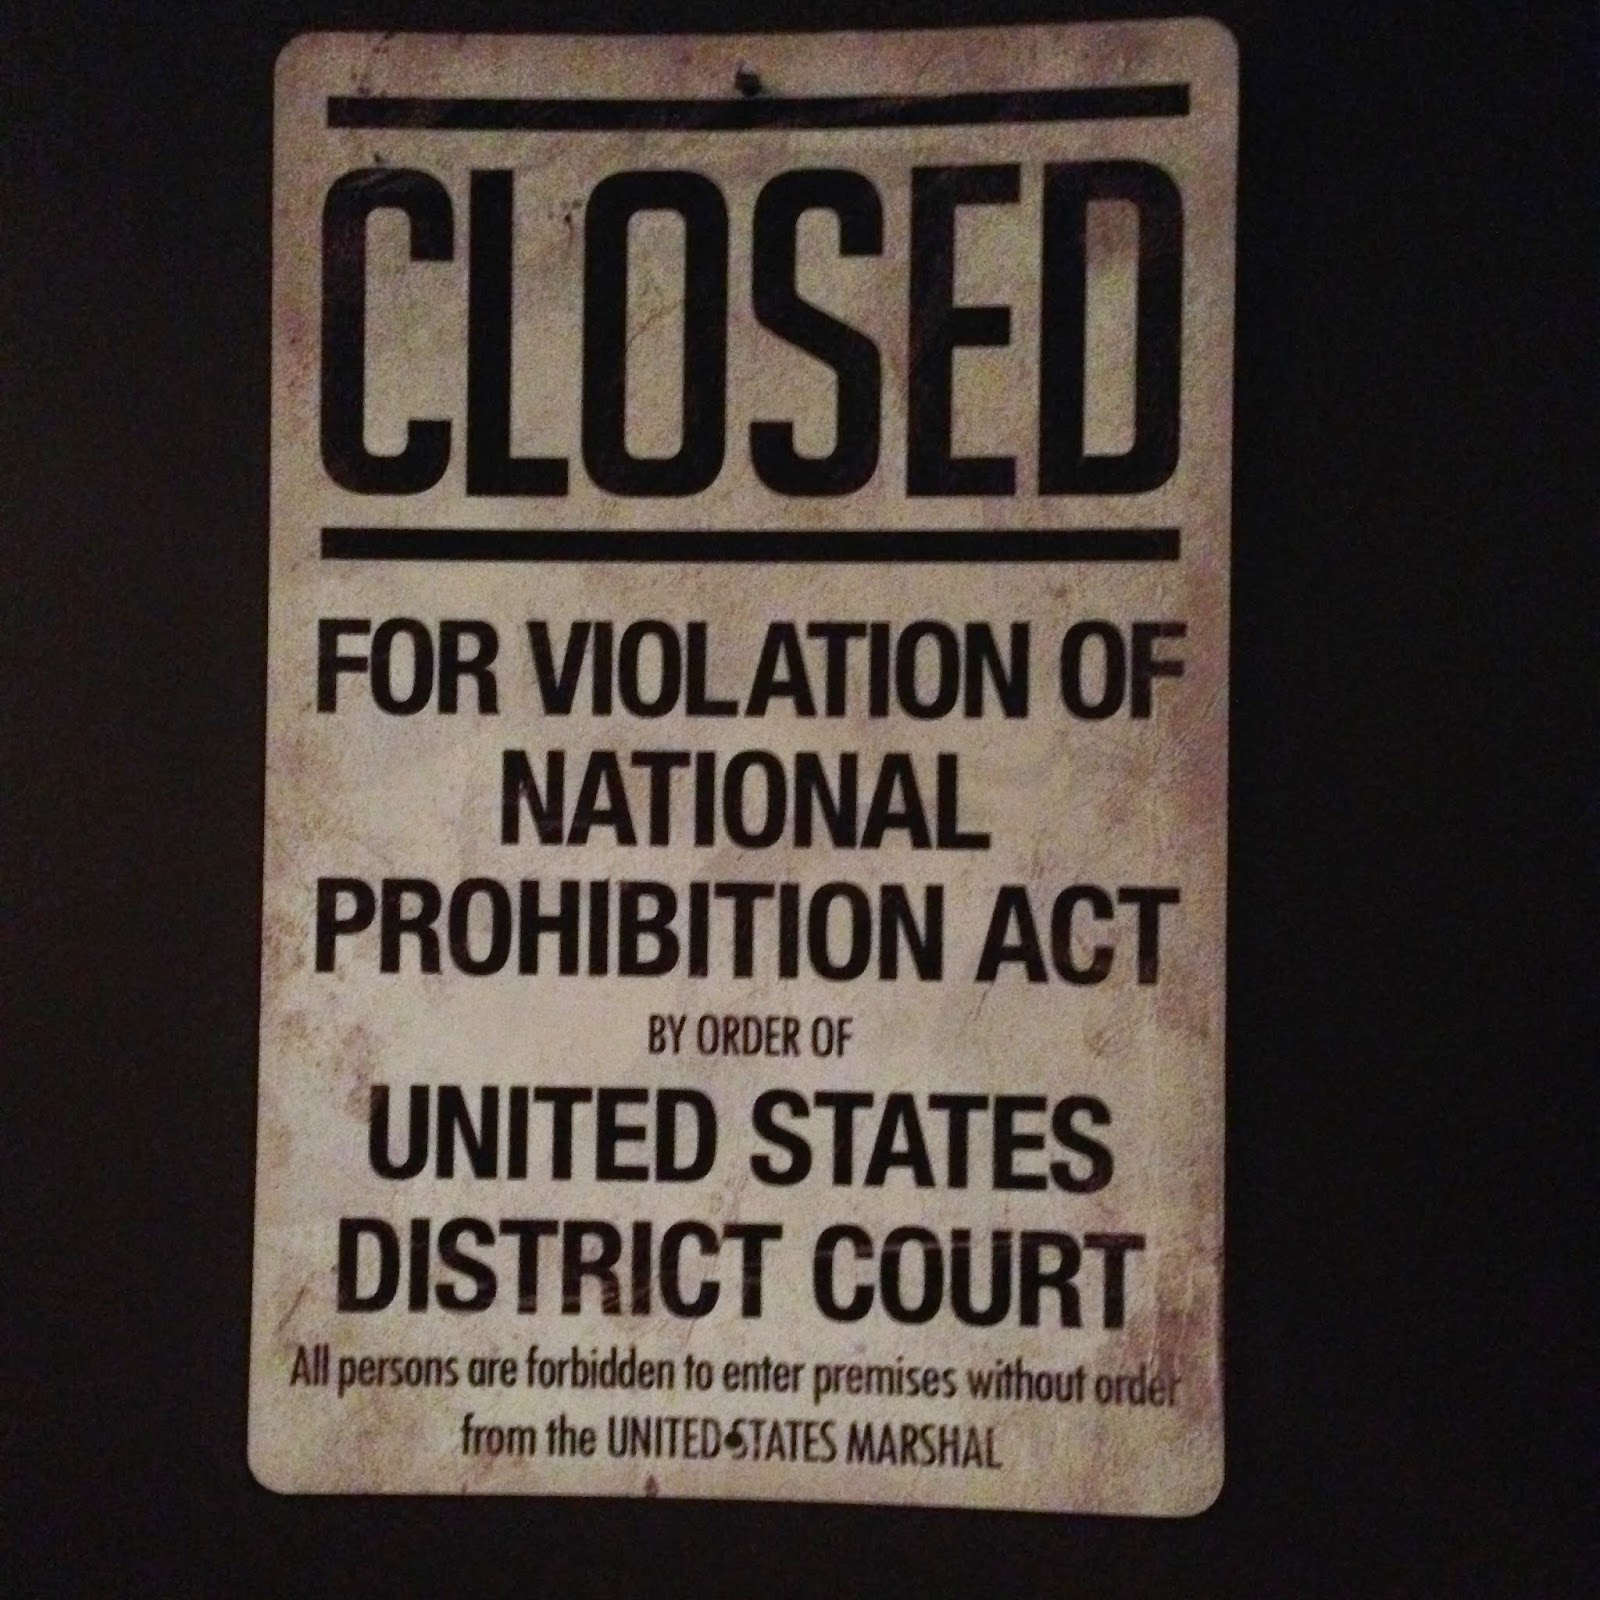 CLOSED
FOR VIOLATION OF
NATIONAL
PROHIBITION ACT
BY ORDER OF
UNITED STATES
DISTRICT COURT
All persons are forbidden to enter premises without order
from the UNITED STATES MARSHAL